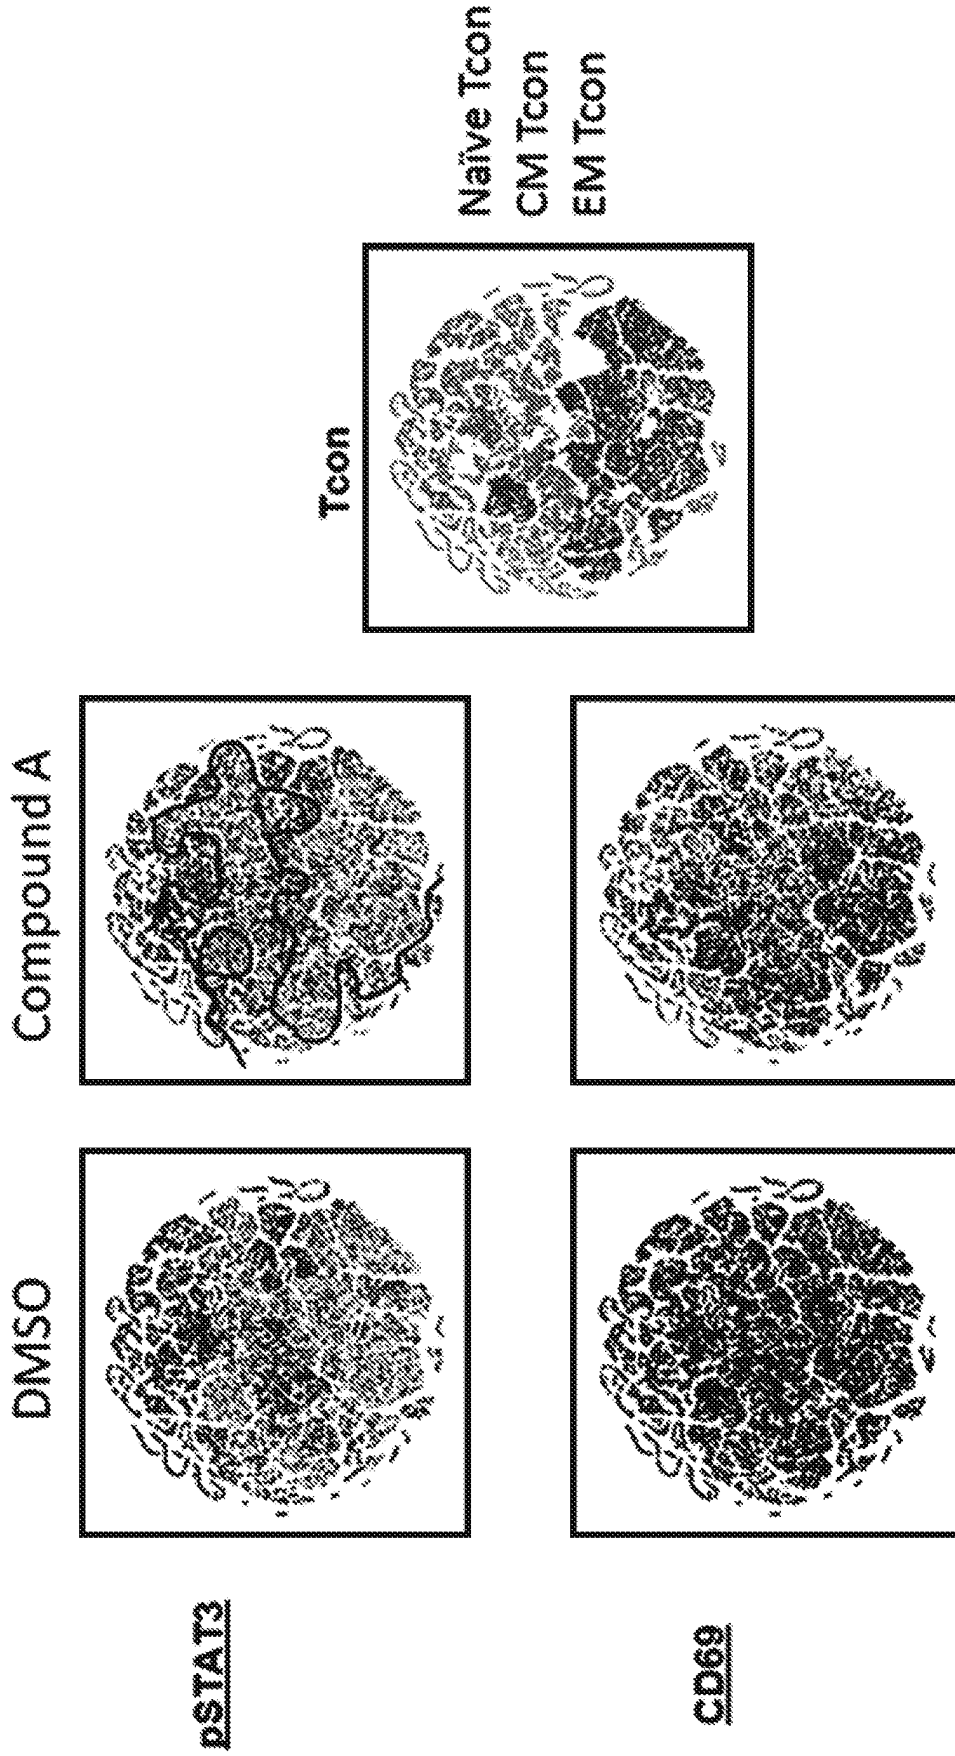 DMSO
Compound A
pSTAT3
CD69
Tcon
Naïve Tcon
CM Tcon
EM Tcon